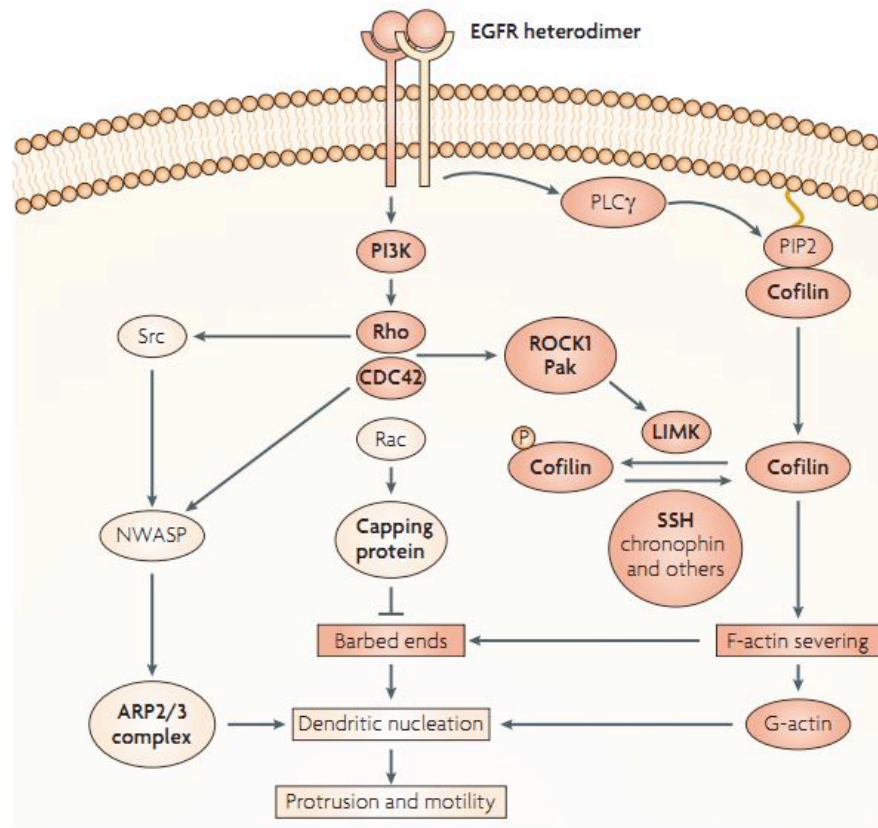 EGFR heterodimer
PLCγ
PI3K
PIP2
Cofilin
Src
Rho
CDC42
ROCK1
Pak
Rac
LIMK
P
Cofilin
Cofilin
NWASP
Capping
protein
SSH
chronophin
and others
Barbed ends
F-actin severing
ARP2/3
complex
Dendritic nucleation
G-actin
Protrusion and motility